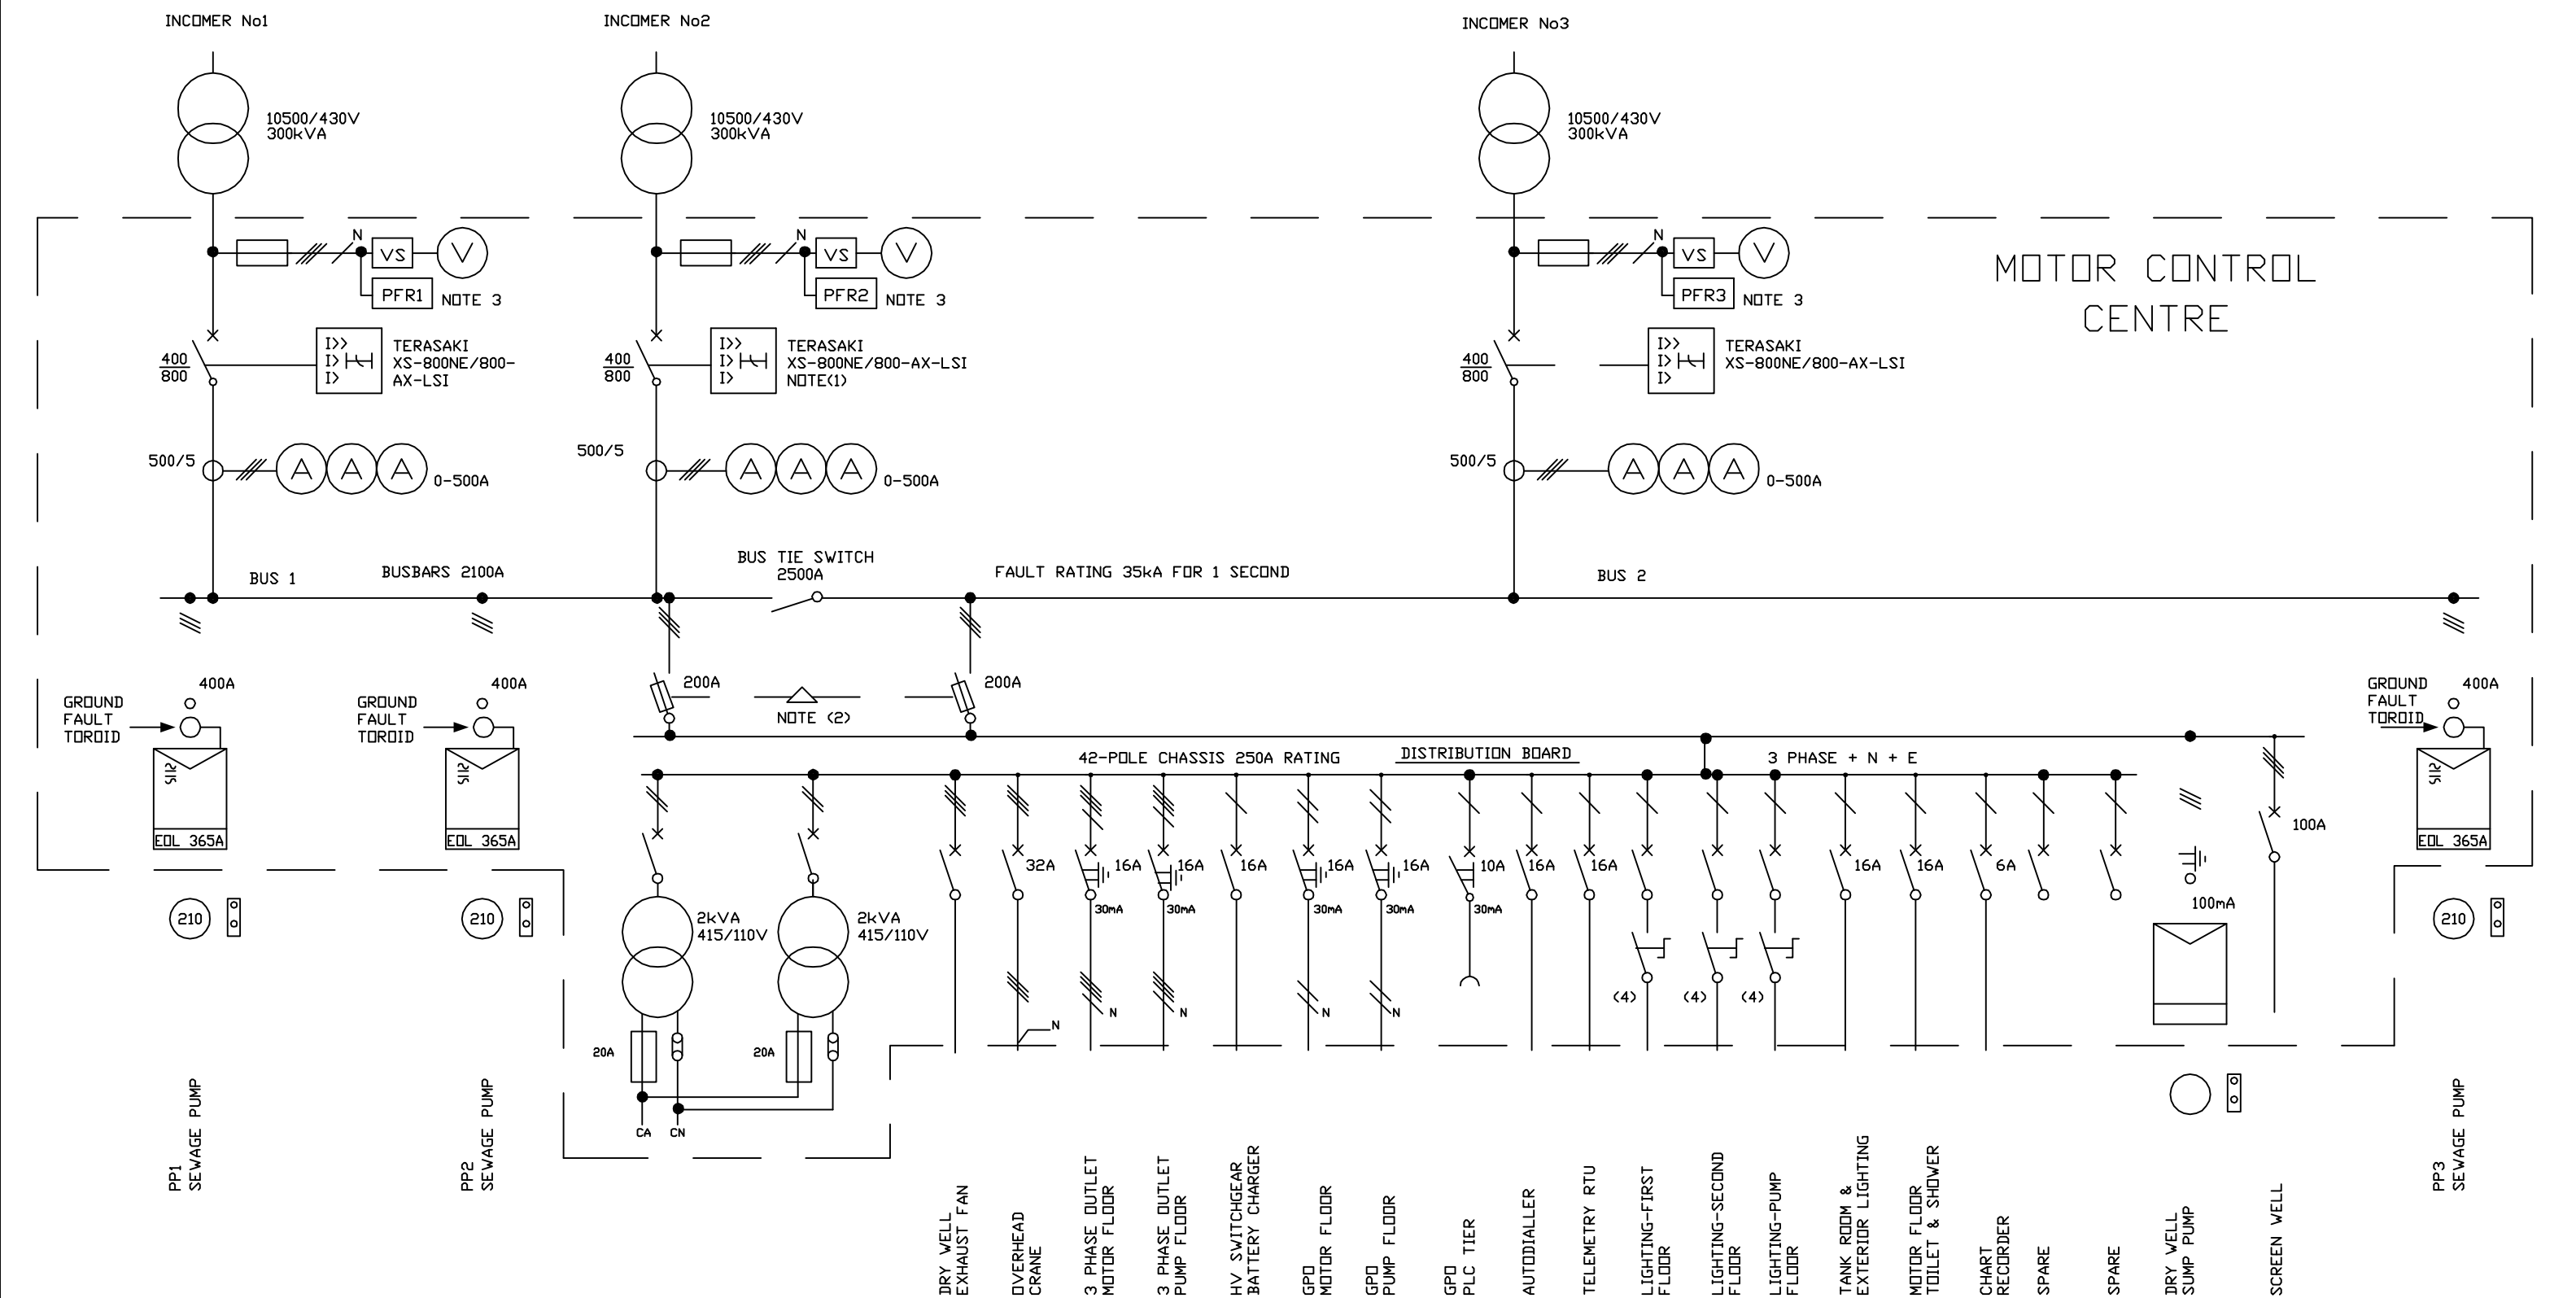 INCOMER No1
INCOMER No2
INCOMER No3
10500/430V
300kVA
10500/430V
300kVA
10500/430V
300kVA
MOTOR CONTROL
CENTRE
N
VS
V
PFR1
NOTE 3
N
VS
V
PFR2
NOTE 3
N
VS
V
PFR3
NOTE 3
400
800
I>>
I>
I>
TERASAKI
XS-800NE/800-
AX-LSI
400
800
I>>
I>
I>
TERASAKI
XS-800NE/800-AX-LSI
NOTE(1)
400
800
I>>
I>
I>
TERASAKI
XS-800NE/800-AX-LSI
500/5
A
A
A
0-500A
500/5
A
A
A
0-500A
500/5
A
A
A
0-500A
BUS 1
BUSBARS 2100A
BUS TIE SWITCH
2500A
FAULT RATING 35kA FOR 1 SECOND
BUS 2
GROUND
FAULT
TOROID
400A
GROUND
FAULT
TOROID
400A
200A
NOTE (2)
200A
GROUND
FAULT
TOROID
400A
42-POLE CHASSIS 250A RATING
DISTRIBUTION BOARD
3 PHASE + N + E
EOL 365A
EOL 365A
EOL 365A
210
210
210
2kVA
415/110V
2kVA
415/110V
20A
20A
CA
CN
32A
16A
30mA
16A
30mA
16A
16A
30mA
16A
30mA
10A
30mA
16A
16A
16A
16A
6A
100mA
100A
N
N
N
N
N
(4)
(4)
(4)
PP1
SEWAGE PUMP
PP2
SEWAGE PUMP
DRY WELL
EXHAUST FAN
OVERHEAD
CRANE
3 PHASE OUTLET
MOTOR FLOOR
3 PHASE OUTLET
PUMP FLOOR
HV SWITCHGEAR
BATTERY CHARGER
GPO
MOTOR FLOOR
GPO
PUMP FLOOR
GPO
PLC TIER
AUTODIALLER
TELEMETRY RTU
LIGHTING-FIRST
FLOOR
LIGHTING-SECOND
FLOOR
LIGHTING-PUMP
FLOOR
TANK ROOM &
EXTERIOR LIGHTING
MOTOR FLOOR
TOILET & SHOWER
CHART
RECORDER
SPARE
SPARE
DRY WELL
SUMP PUMP
SCREEN WELL
PP3
SEWAGE PUMP